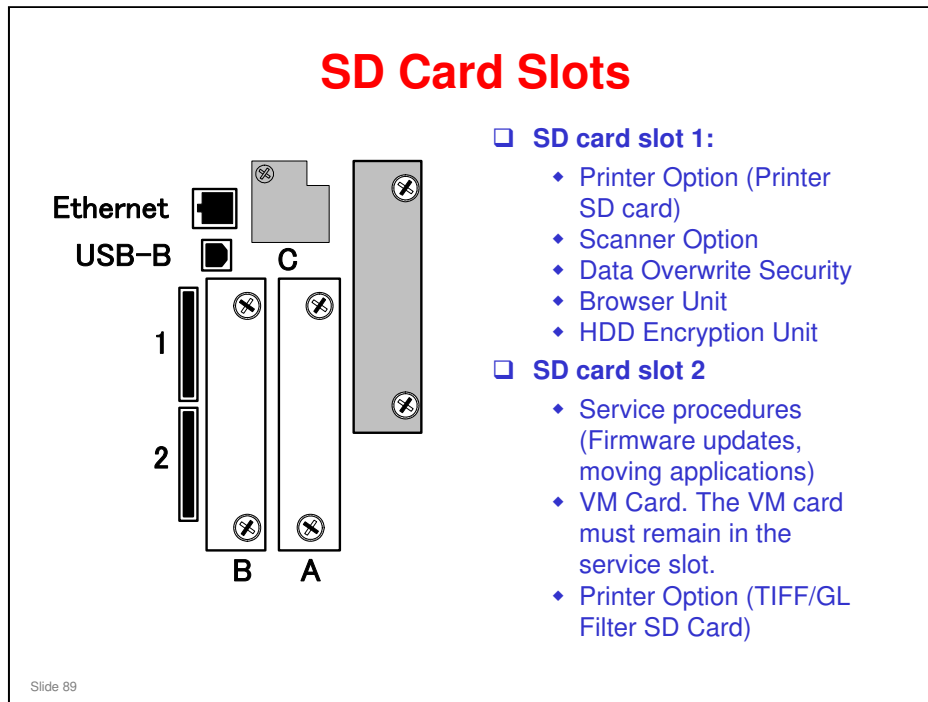 SD Card Slots
Ethernet
USB-B
C
1
2
B
A
❑ SD card slot 1:
◆ Printer Option (Printer
SD card)
◆ Scanner Option
◆ Data Overwrite Security
◆ Browser Unit
◆ HDD Encryption Unit
❑ SD card slot 2
◆ Service procedures
(Firmware updates,
moving applications)
◆ VM Card. The VM card
must remain in the
service slot.
◆ Printer Option (TIFF/GL
Filter SD Card)
Slide 89